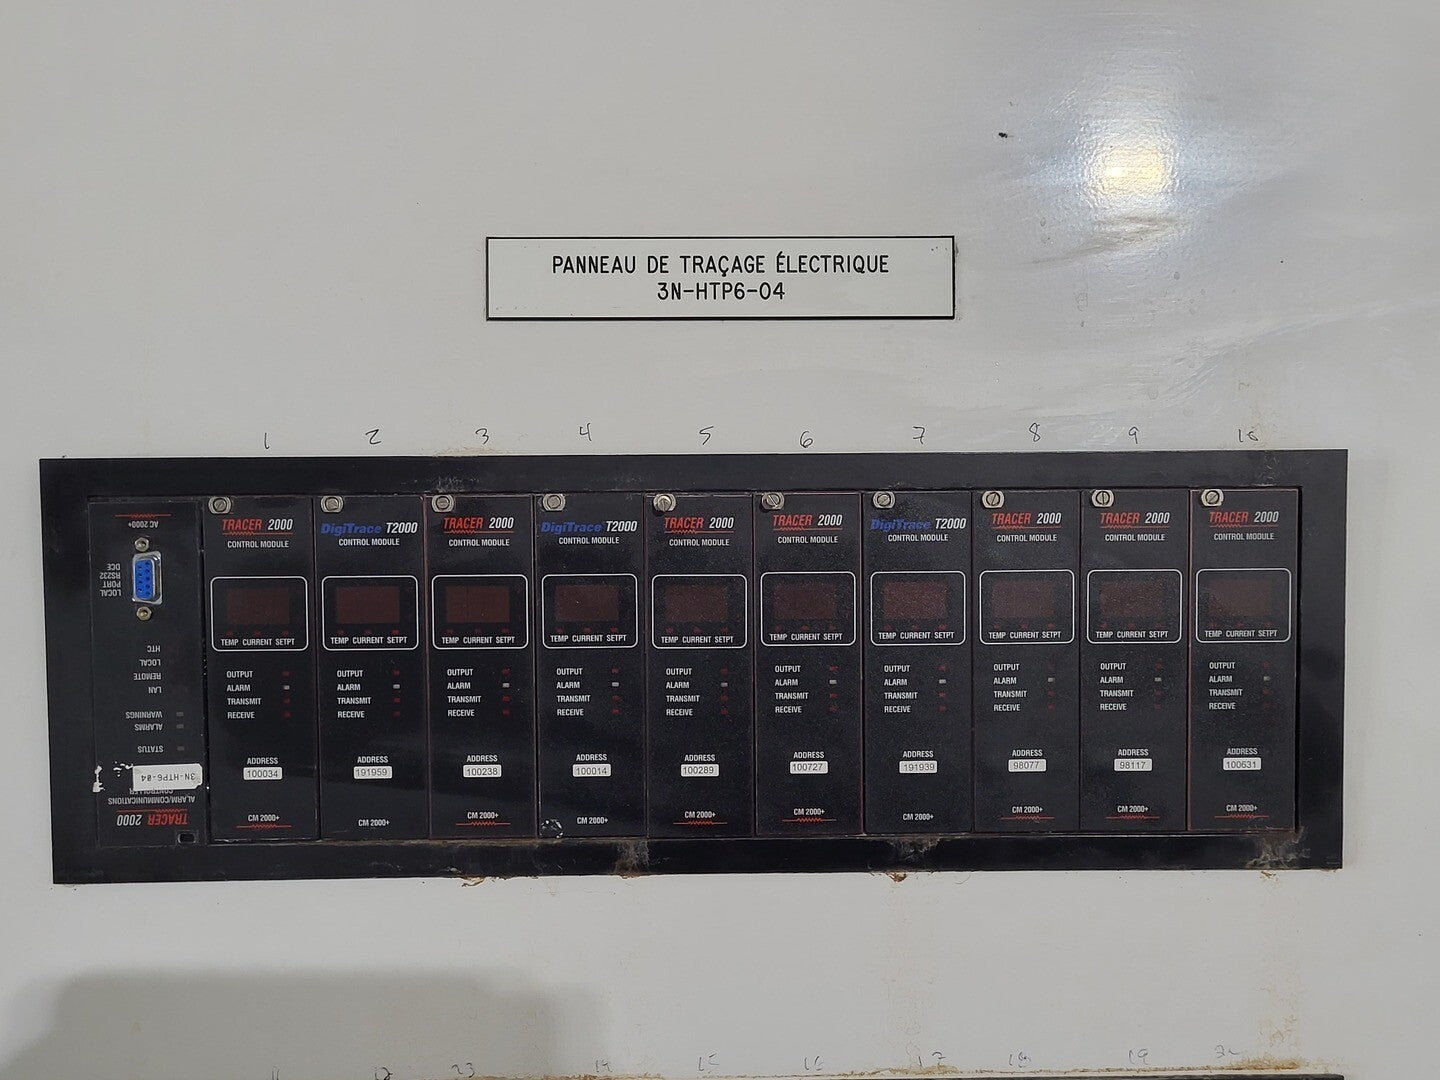 PANNEAU DE TRAÇAGE ÉLECTRIQUE
3N-HTP6-04
1 2 3 4 5 6 7 8 9 10
AC 2000+
LOCAL
PORT
RS232
DCE
HTC
LOCAL
REMOTE
LAN
WARNINGS
ALARMS
STATUS
3N-HTP6-04
ALARM/COMMUNICATIONS
CONTROLLER
TRACER 2000
TRACER 2000
CONTROL MODULE
TEMP CURRENT SETPT
OUTPUT
ALARM
TRANSMIT
RECEIVE
ADDRESS
100034
CM 2000+
DigiTrace T2000
CONTROL MODULE
TEMP CURRENT SETPT
OUTPUT
ALARM
TRANSMIT
RECEIVE
ADDRESS
191959
CM 2000+
TRACER 2000
CONTROL MODULE
TEMP CURRENT SETPT
OUTPUT
ALARM
TRANSMIT
RECEIVE
ADDRESS
100238
CM 2000+
DigiTrace T2000
CONTROL MODULE
TEMP CURRENT SETPT
OUTPUT
ALARM
TRANSMIT
RECEIVE
ADDRESS
100014
CM 2000+
TRACER 2000
CONTROL MODULE
TEMP CURRENT SETPT
OUTPUT
ALARM
TRANSMIT
RECEIVE
ADDRESS
100289
CM 2000+
TRACER 2000
CONTROL MODULE
TEMP CURRENT SETPT
OUTPUT
ALARM
TRANSMIT
RECEIVE
ADDRESS
100727
CM 2000+
DigiTrace T2000
CONTROL MODULE
TEMP CURRENT SETPT
OUTPUT
ALARM
TRANSMIT
RECEIVE
ADDRESS
191939
CM 2000+
TRACER 2000
CONTROL MODULE
TEMP CURRENT SETPT
OUTPUT
ALARM
TRANSMIT
RECEIVE
ADDRESS
98077
CM 2000+
TRACER 2000
CONTROL MODULE
TEMP CURRENT SETPT
OUTPUT
ALARM
TRANSMIT
RECEIVE
ADDRESS
98117
CM 2000+
TRACER 2000
CONTROL MODULE
TEMP CURRENT SETPT
OUTPUT
ALARM
TRANSMIT
RECEIVE
ADDRESS
100631
CM 2000+
17 18 19